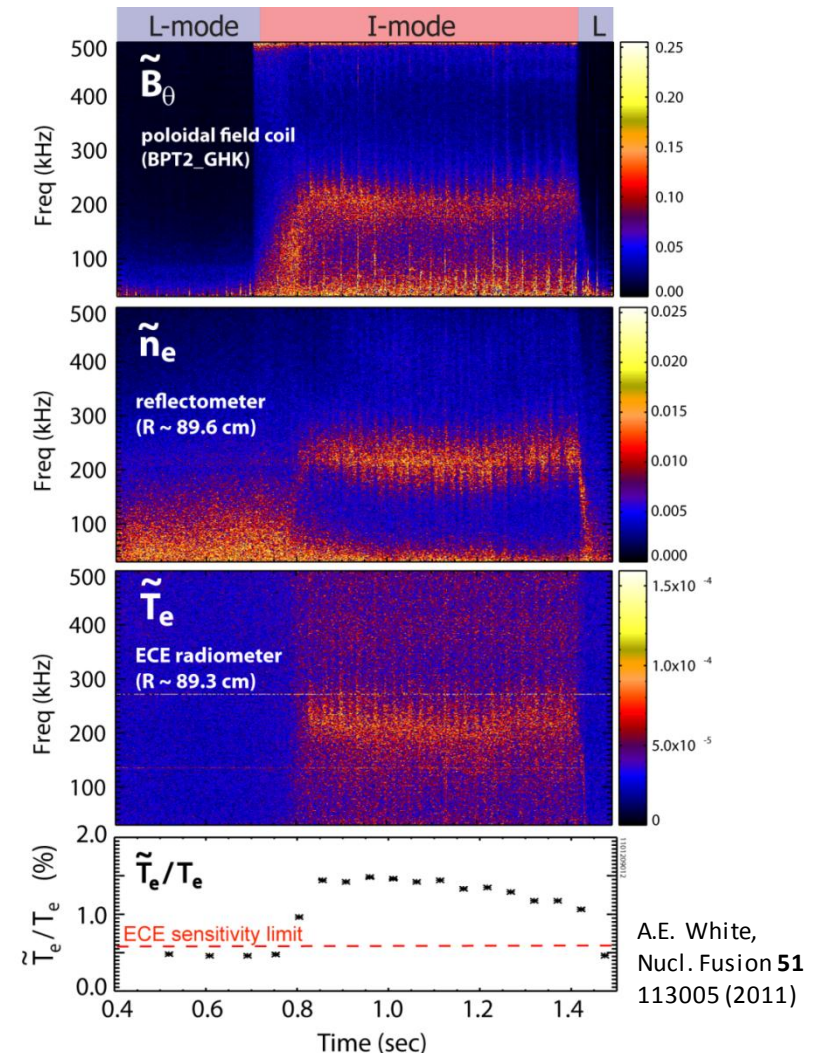 L-mode I-mode L
500
400
300
200
100
Freq (kHz)
B̃θ
poloidal field coil
(BPT2_GHK)
0.25
0.20
0.15
0.10
0.05
0.00
500
400
300
200
100
Freq (kHz)
ñe
reflectometer
(R ~ 89.6 cm)
0.025
0.020
0.015
0.010
0.005
0.000
500
400
300
200
100
Freq (kHz)
T̃e
ECE radiometer
(R ~ 89.3 cm)
1.5x10 -4
1.0x10 -4
5.0x10 -5
0
2.0
1.0
0.0
T̃e/Te (%)
T̃e/Te
ECE sensitivity limit
1101209012
0.4 0.6 0.8 1.0 1.2 1.4
Time (sec)
A.E. White,
Nucl. Fusion 51
113005 (2011)